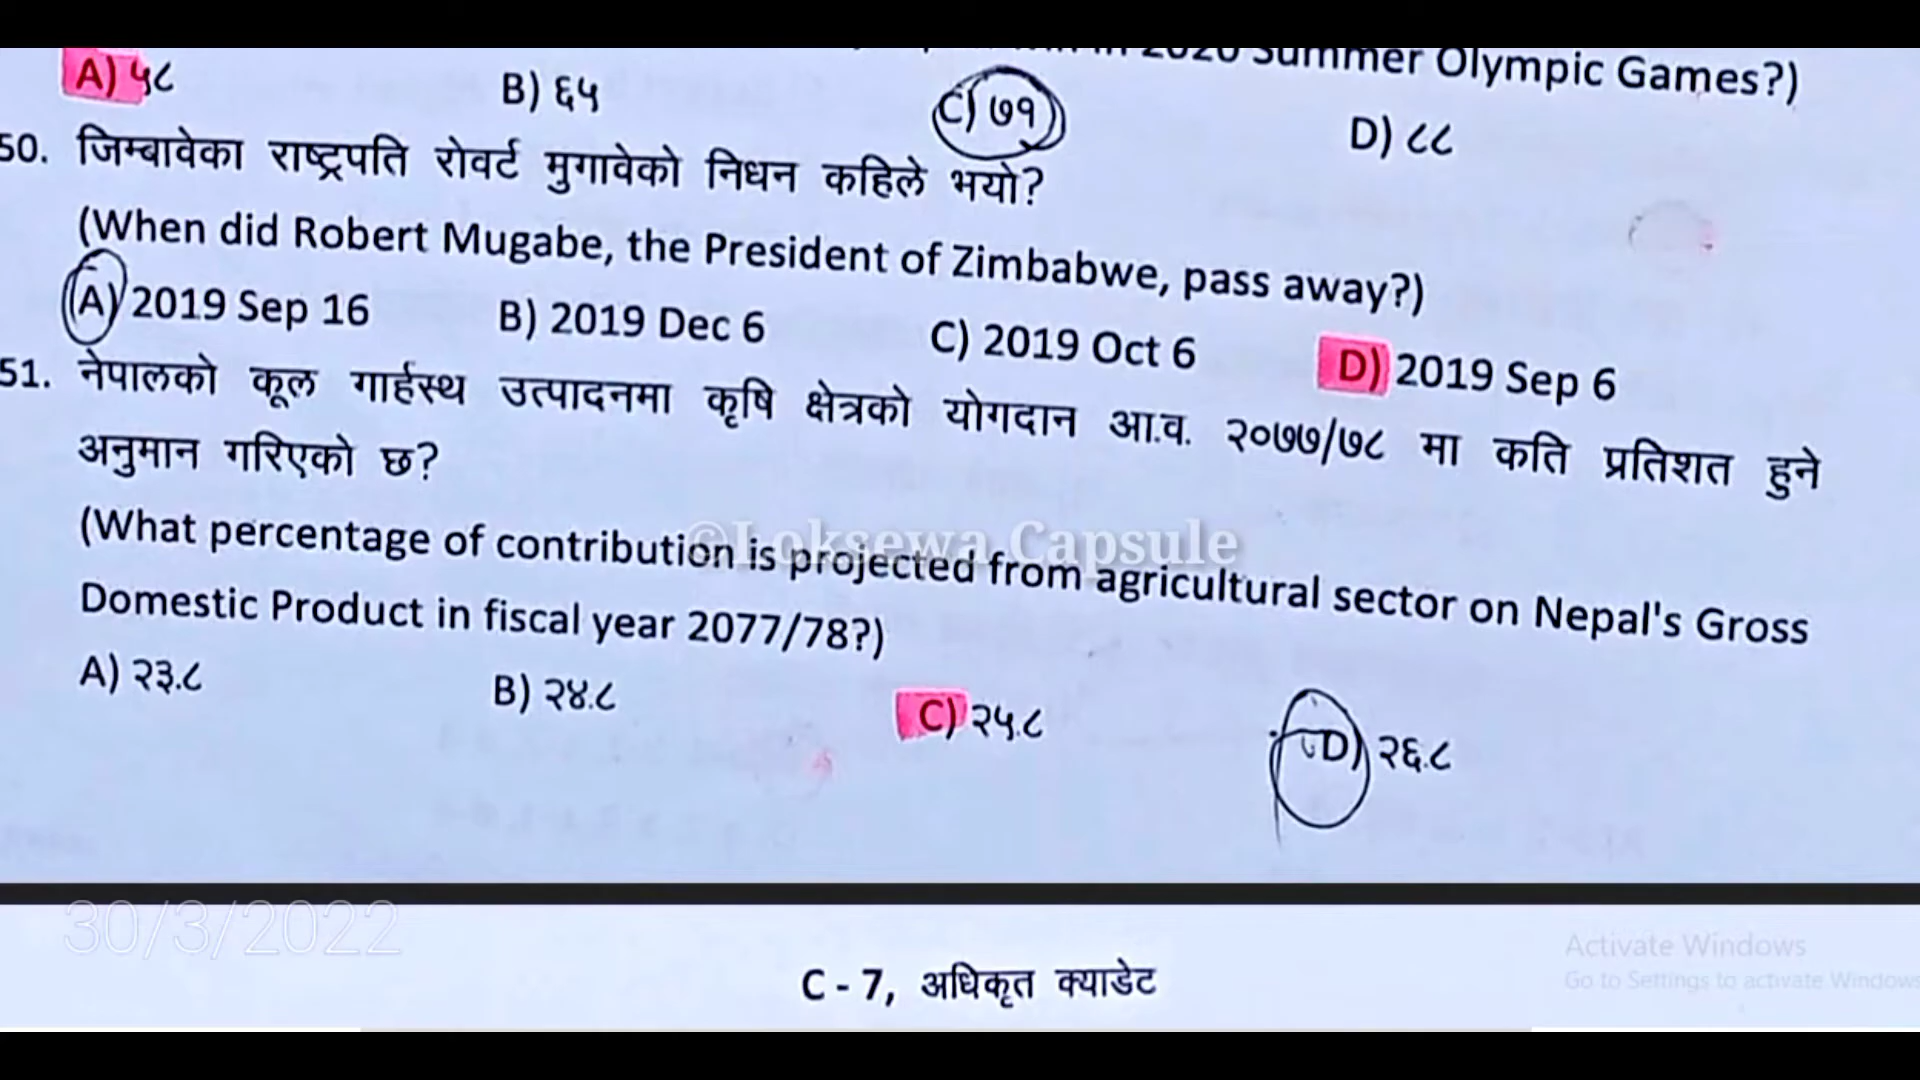 in 2020 Summer Olympic Games?)
A) ५८ B) ६५ C) ७१ D) ८८
50. जिम्बावेका राष्ट्रपति रोवर्ट मुगावेको निधन कहिले भयो?
(When did Robert Mugabe, the President of Zimbabwe, pass away?)
A) 2019 Sep 16 B) 2019 Dec 6 C) 2019 Oct 6 D) 2019 Sep 6
51. नेपालको कूल गार्हस्थ उत्पादनमा कृषि क्षेत्रको योगदान आ.व. २०७७/७८ मा कति प्रतिशत हुने
अनुमान गरिएको छ?
©Loksewa Capsule
(What percentage of contribution is projected from agricultural sector on Nepal's Gross
Domestic Product in fiscal year 2077/78?)
A) २३.८ B) २४.८ C) २५.८ D) २६.८
30/3/2022
Activate Windows
Go to Settings to activate Windows
C - 7, अधिकृत क्याडेट